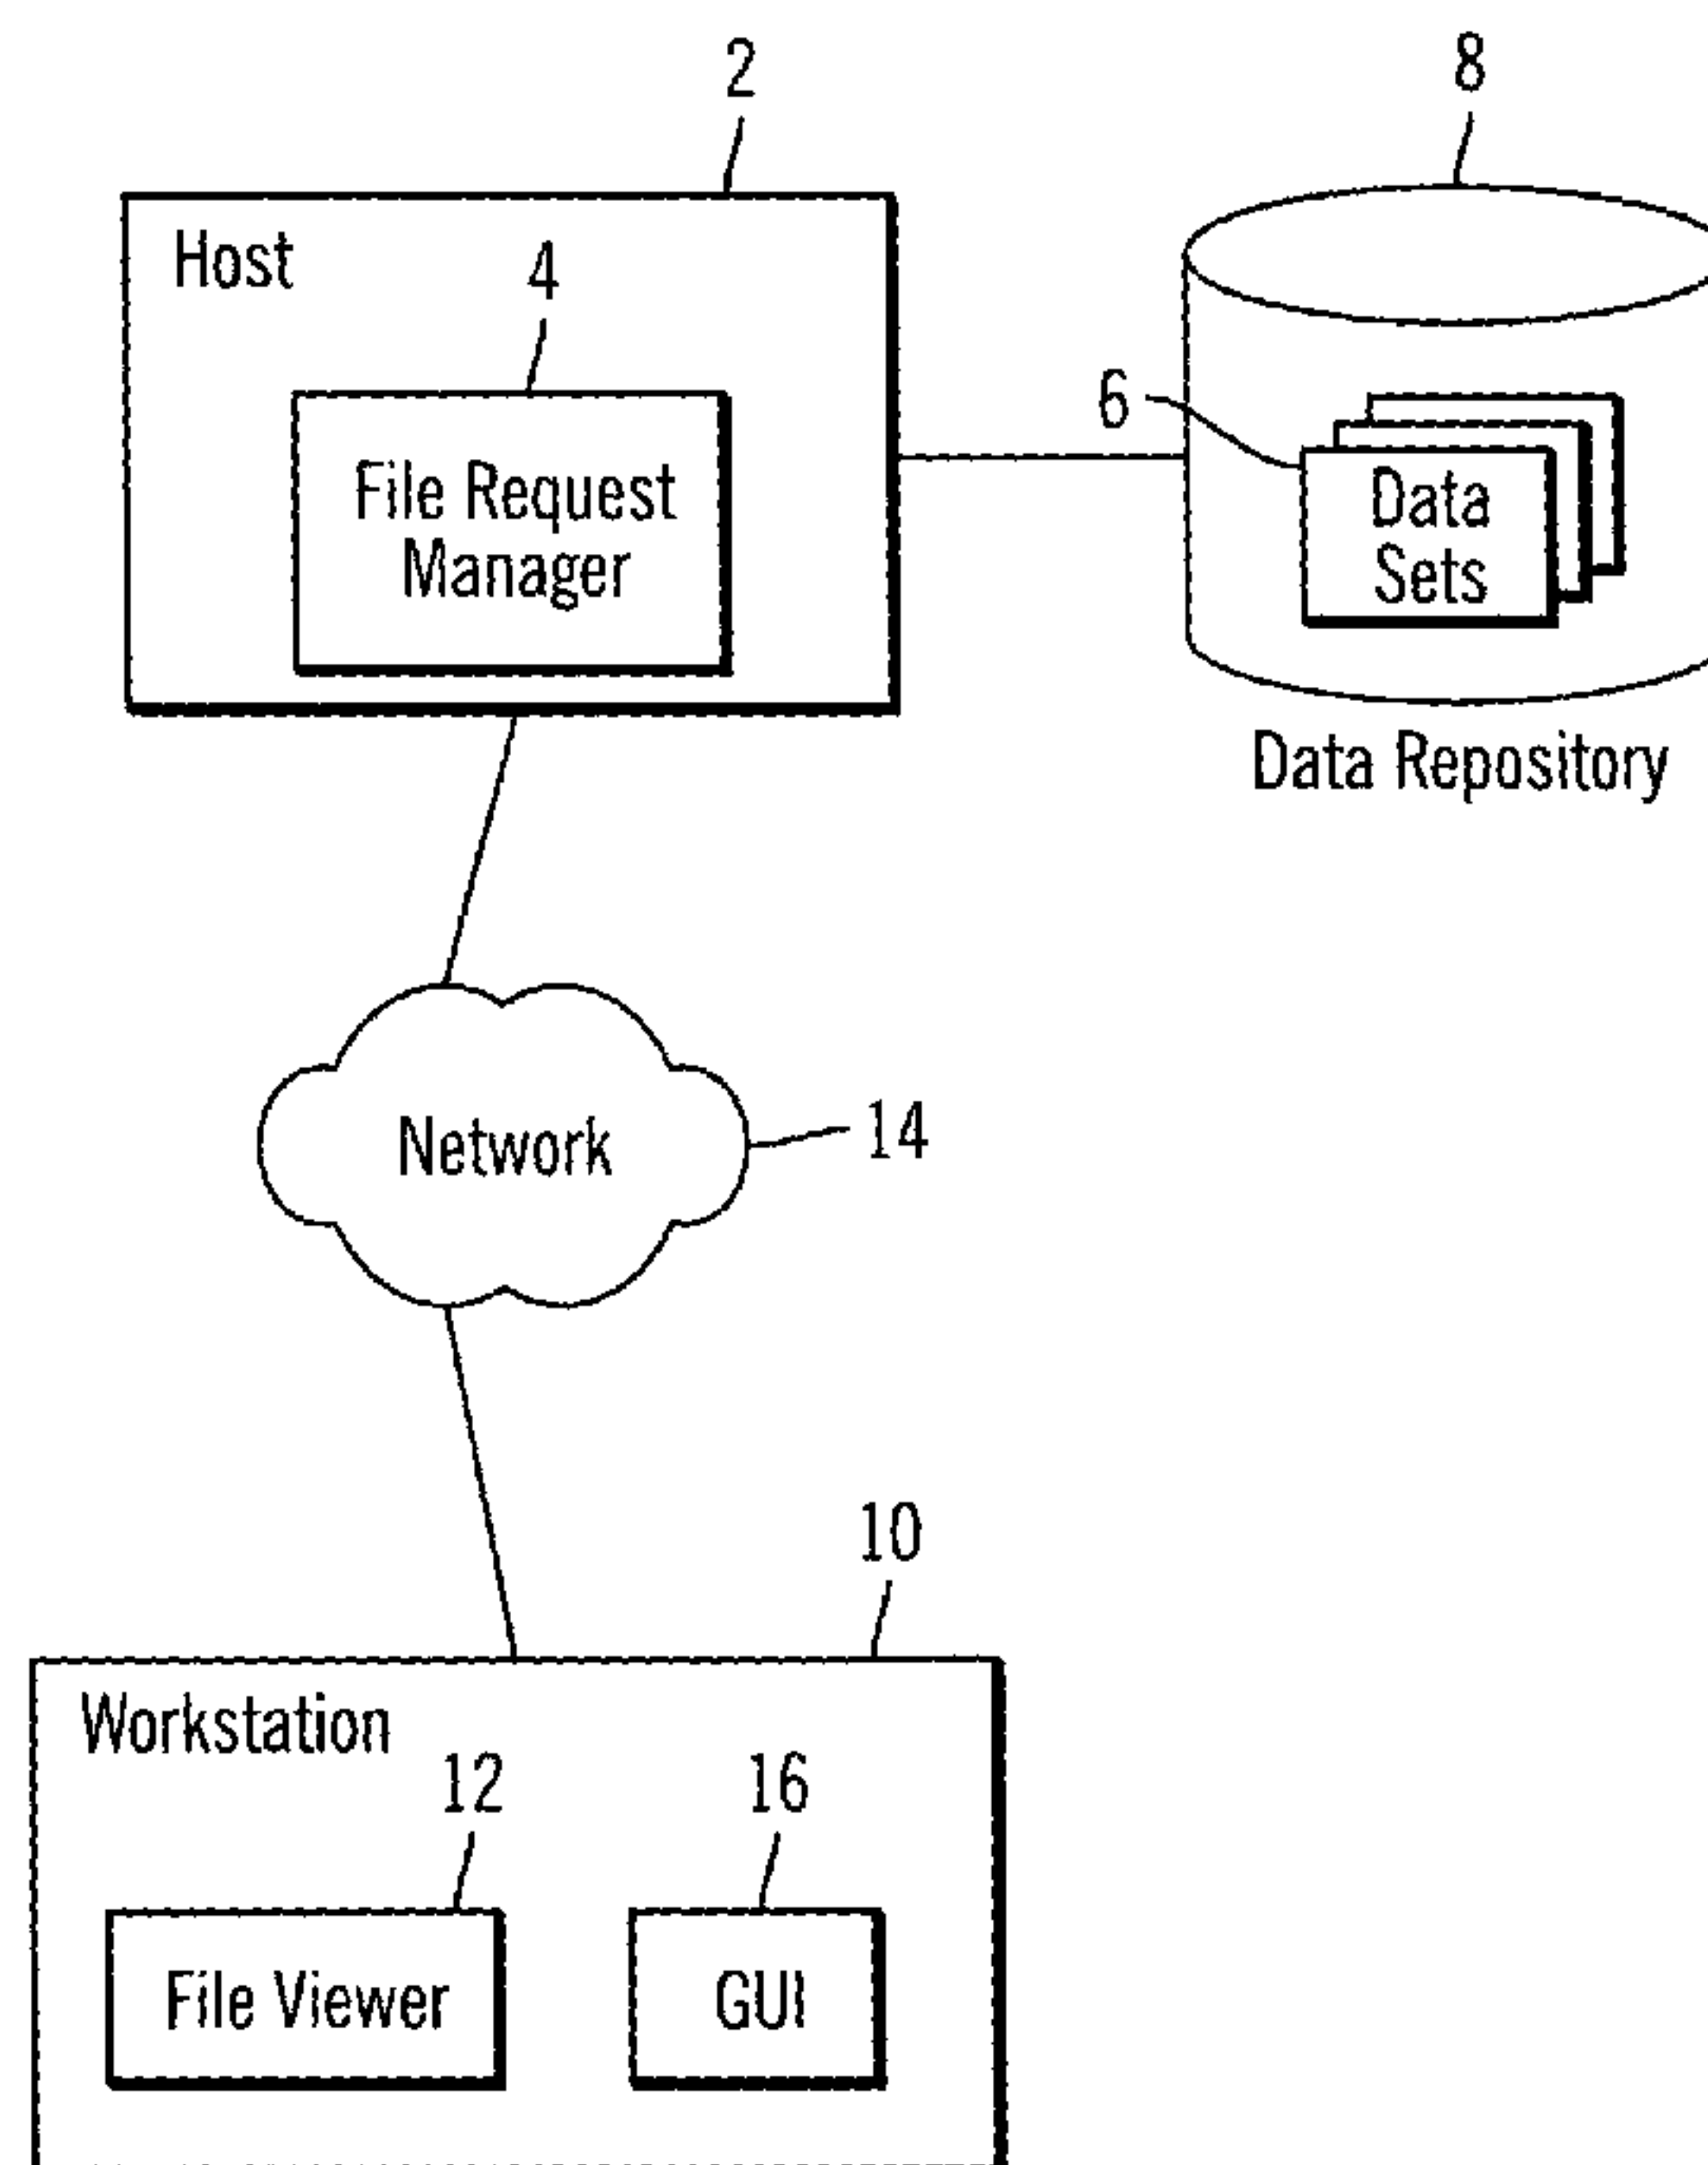 2
8
Host
4
6
File Request
Manager
Data
Sets
Data Repository
Network
14
10
Workstation
12
16
File Viewer
GUI